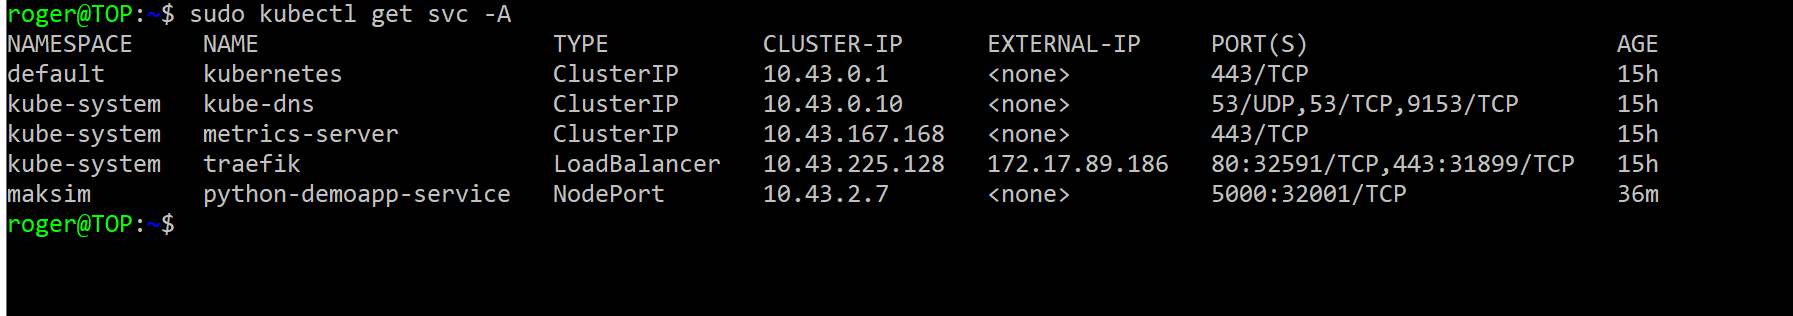 roger@TOP:~$ sudo kubectl get svc -A
NAMESPACE     NAME                     TYPE           CLUSTER-IP      EXTERNAL-IP     PORT(S)                      AGE
default       kubernetes               ClusterIP      10.43.0.1       <none>          443/TCP                      15h
kube-system   kube-dns                 ClusterIP      10.43.0.10      <none>          53/UDP,53/TCP,9153/TCP       15h
kube-system   metrics-server           ClusterIP      10.43.167.168   <none>          443/TCP                      15h
kube-system   traefik                  LoadBalancer   10.43.225.128   172.17.89.186   80:32591/TCP,443:31899/TCP   15h
maksim        python-demoapp-service   NodePort       10.43.2.7       <none>          5000:32001/TCP               36m
roger@TOP:~$